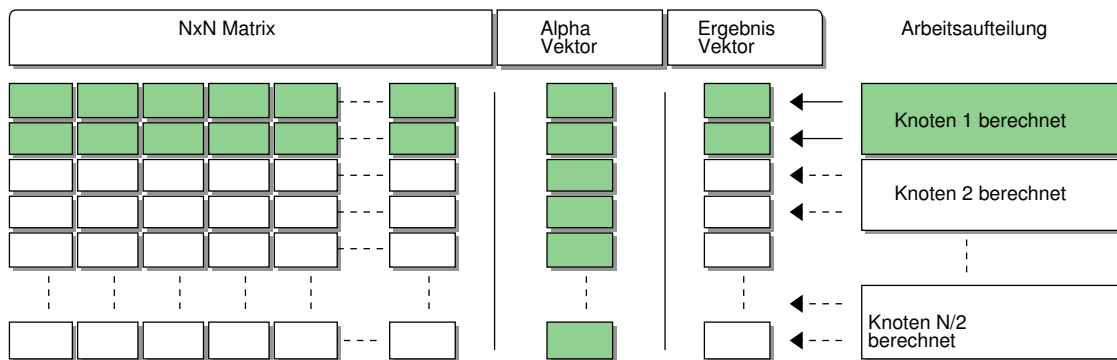 NxN Matrix
Alpha
Vektor
Ergebnis
Vektor
Arbeitsaufteilung
Knoten 1 berechnet
Knoten 2 berechnet
Knoten N/2
berechnet